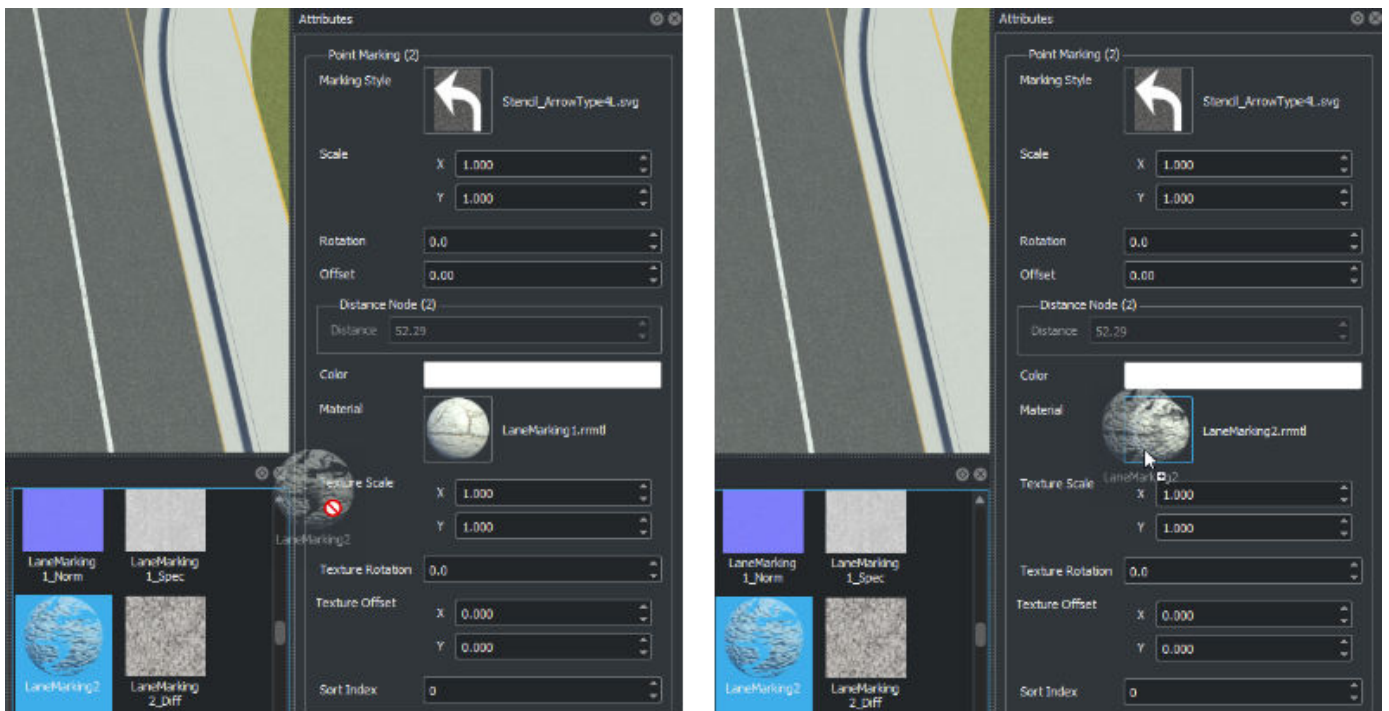 Attributes
Point Marking (2)
Marking Style
Stencil_ArrowType4L.svg
Scale
X 1.000
Y 1.000
Rotation 0.0
Offset 0.00
Distance Node (2)
Distance 52.29
Color
Material
LaneMarking1.rrmtl
Texture Scale
X 1.000
Y 1.000
LaneMarking2
Texture Rotation 0.0
Texture Offset
X 0.000
Y 0.000
Sort Index 0
LaneMarking
1_Norm
LaneMarking
1_Spec
LaneMarking2
LaneMarking
2_Diff
Attributes
Point Marking (2)
Marking Style
Stencil_ArrowType4L.svg
Scale
X 1.000
Y 1.000
Rotation 0.0
Offset 0.00
Distance Node (2)
Distance 52.29
Color
Material
LaneMarking2.rrmtl
LaneMarking2
Texture Scale
X 1.000
Y 1.000
Texture Rotation 0.0
Texture Offset
X 0.000
Y 0.000
Sort Index 0
LaneMarking
1_Norm
LaneMarking
1_Spec
LaneMarking2
LaneMarking
2_Diff